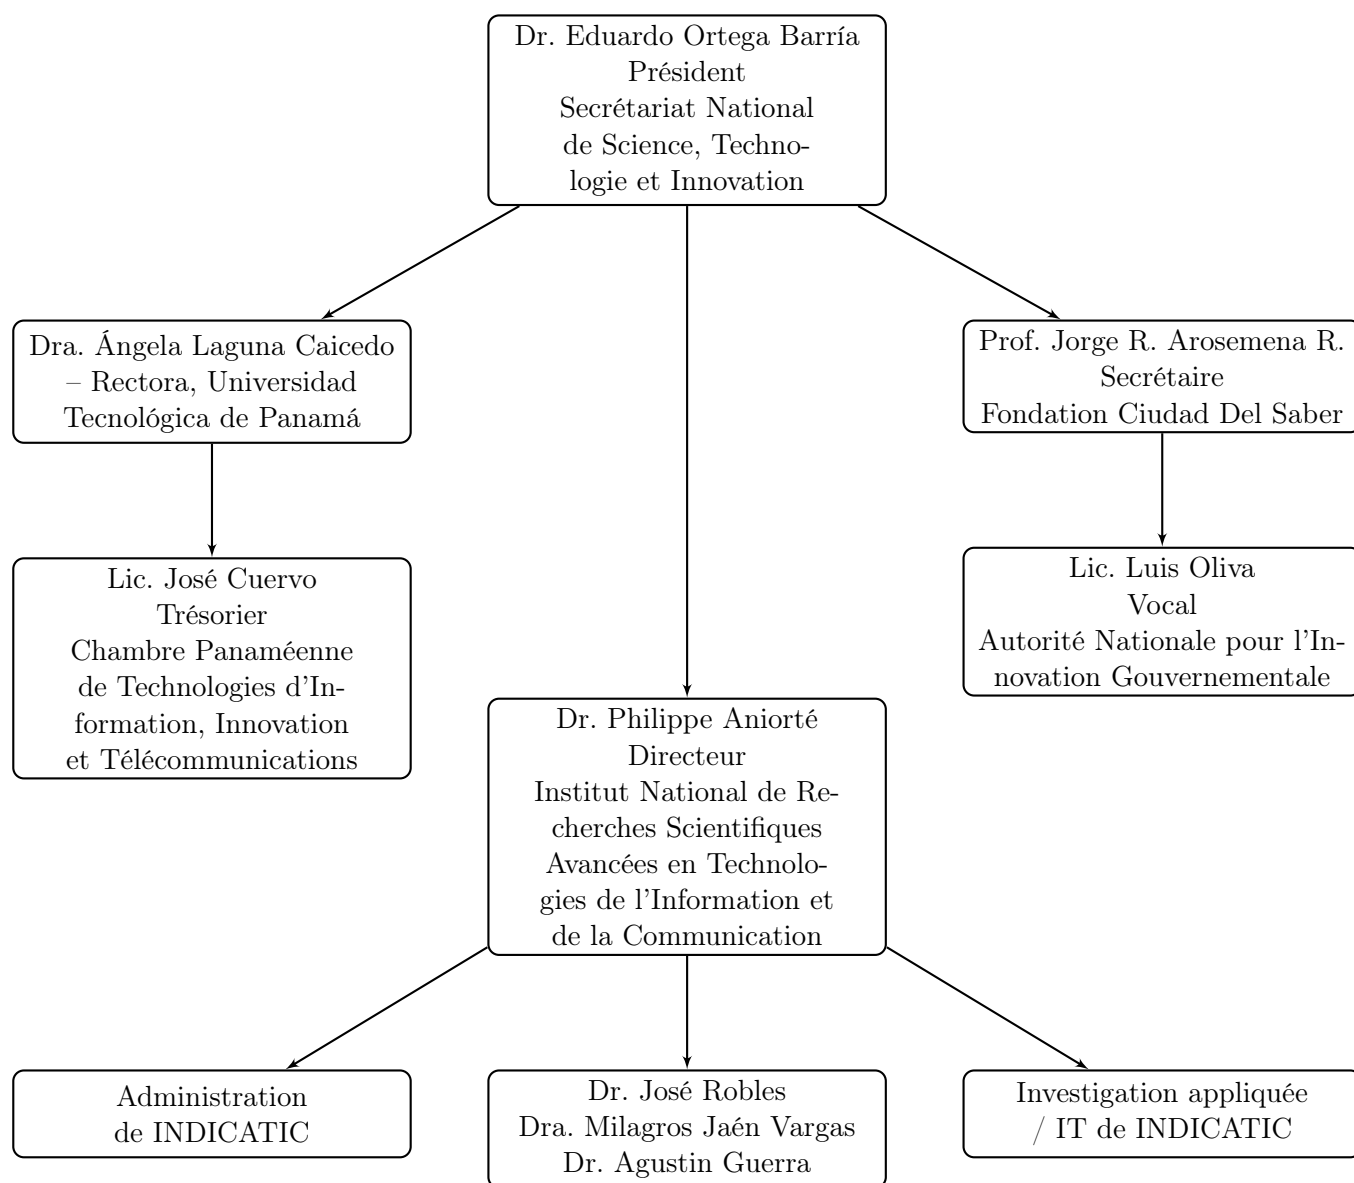 Dr. Eduardo Ortega Barría
Président
Secrétariat National
de Science, Techno-
logie et Innovation
Dra. Ángela Laguna Caicedo
– Rectora, Universidad
Tecnológica de Panamá
Prof. Jorge R. Arosemena R.
Secrétaire
Fondation Ciudad Del Saber
Lic. José Cuervo
Trésorier
Chambre Panaméenne
de Technologies d'In-
formation, Innovation
et Télécommunications
Lic. Luis Oliva
Vocal
Autorité Nationale pour l'In-
novation Gouvernementale
Dr. Philippe Aniorté
Directeur
Institut National de Re-
cherches Scientifiques
Avancées en Technolo-
gies de l'Information et
de la Communication
Administration
de INDICATIC
Dr. José Robles
Dra. Milagros Jaén Vargas
Dr. Agustin Guerra
Investigation appliquée
/ IT de INDICATIC